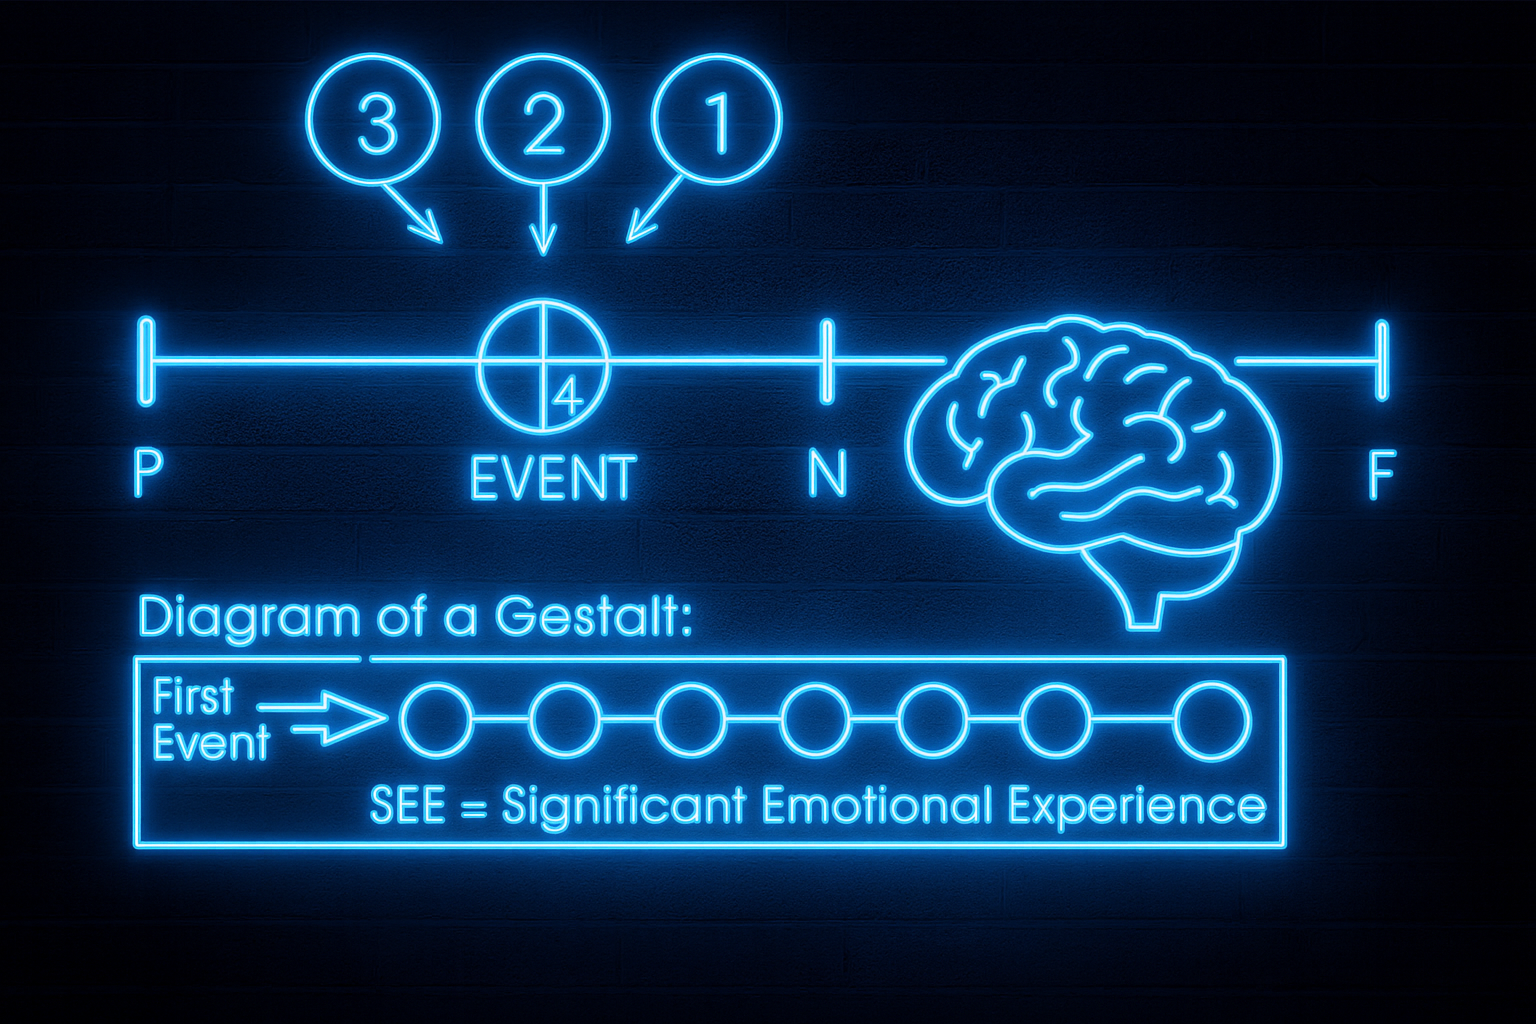 3 2 1
4
P EVENT N F
Diagram of a Gestalt:
First
Event
SEE = Significant Emotional Experience